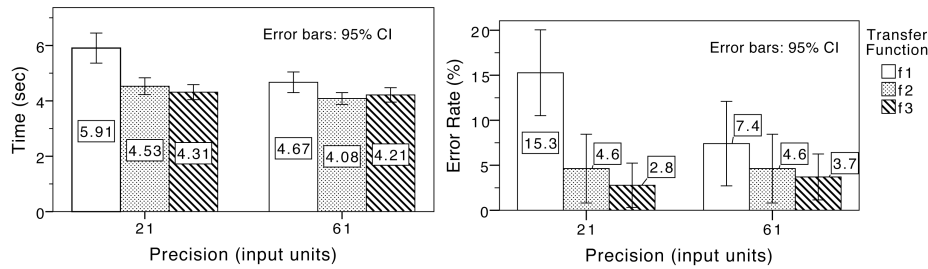 Time (sec)
6
4
2
0
Error bars: 95% CI
5.91
4.53
4.31
4.67
4.08
4.21
21
61
Precision (input units)
Error Rate (%)
20
15
10
5
0
Error bars: 95% CI
15.3
4.6
2.8
7.4
4.6
3.7
21
61
Precision (input units)
Transfer
Function
f1
f2
f3